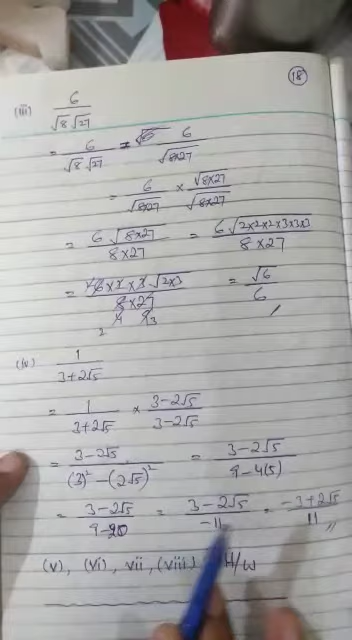 18
(iii) 6/(√8 √27)
= 6/(√8 √27) = 6/√(8×27)
= 6/√(8×27) × √(8×27)/√(8×27)
= 6√(8×27)/(8×27) = 6√(2×2×2×3×3×3)/(8×27)
= 6×2×3√(2×3)/(8×27) = √6/6
(iv) 1/(3+2√5)
= 1/(3+2√5) × (3-2√5)/(3-2√5)
= (3-2√5)/((3)²-(2√5)²) = (3-2√5)/(9-4(5))
= (3-2√5)/(9-20) = (3-2√5)/-11 = (-3+2√5)/11
(v), (vi), vii, (viii) H/W